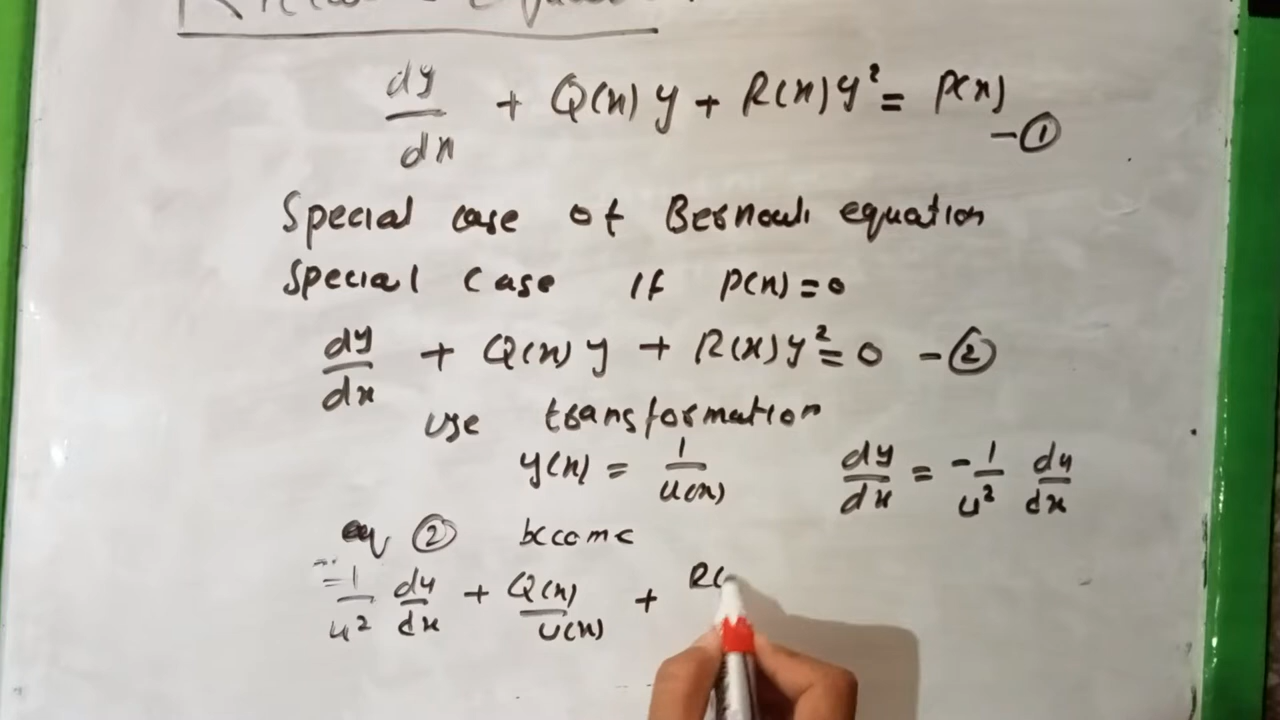 dy/dx + Q(x) y + R(x) y² = P(x) - ①
Special case of Bernouli equation
Special Case If P(x) = 0
dy/dx + Q(x) y + R(x) y² = 0 - ②
use transformation
y(x) = 1/u(x) dy/dx = -1/u² du/dx
eq ② become
-1/u² du/dx + Q(x)/u(x) + R(